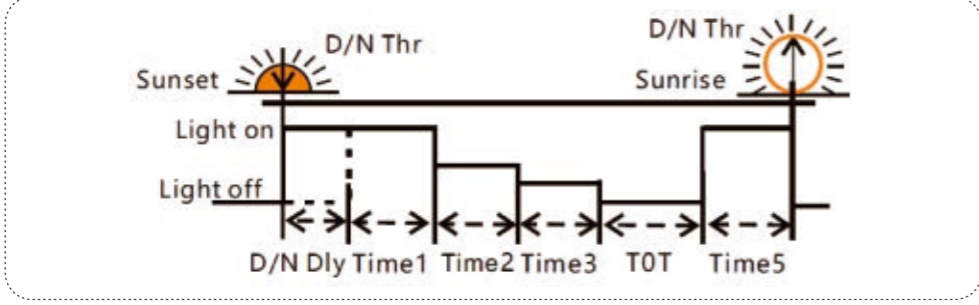 D/N Thr
D/N Thr
Sunset
Sunrise
Light on
Light off
D/N Dly Time1 Time2 Time3 T0T Time5